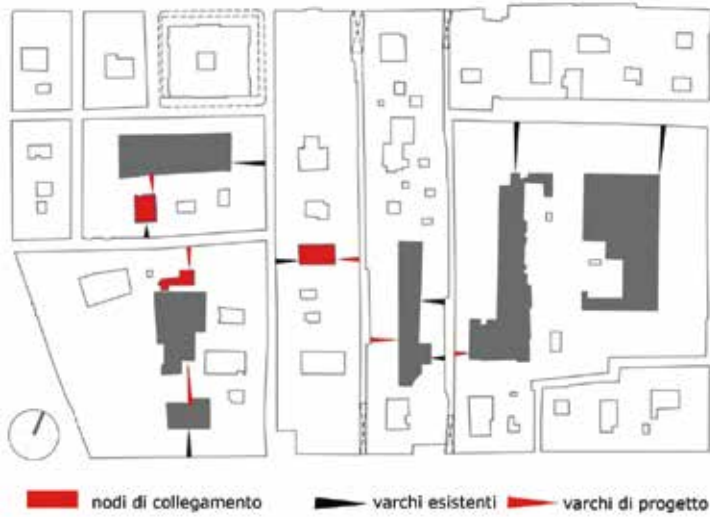 nodi di collegamento varchi esistenti varchi di progetto